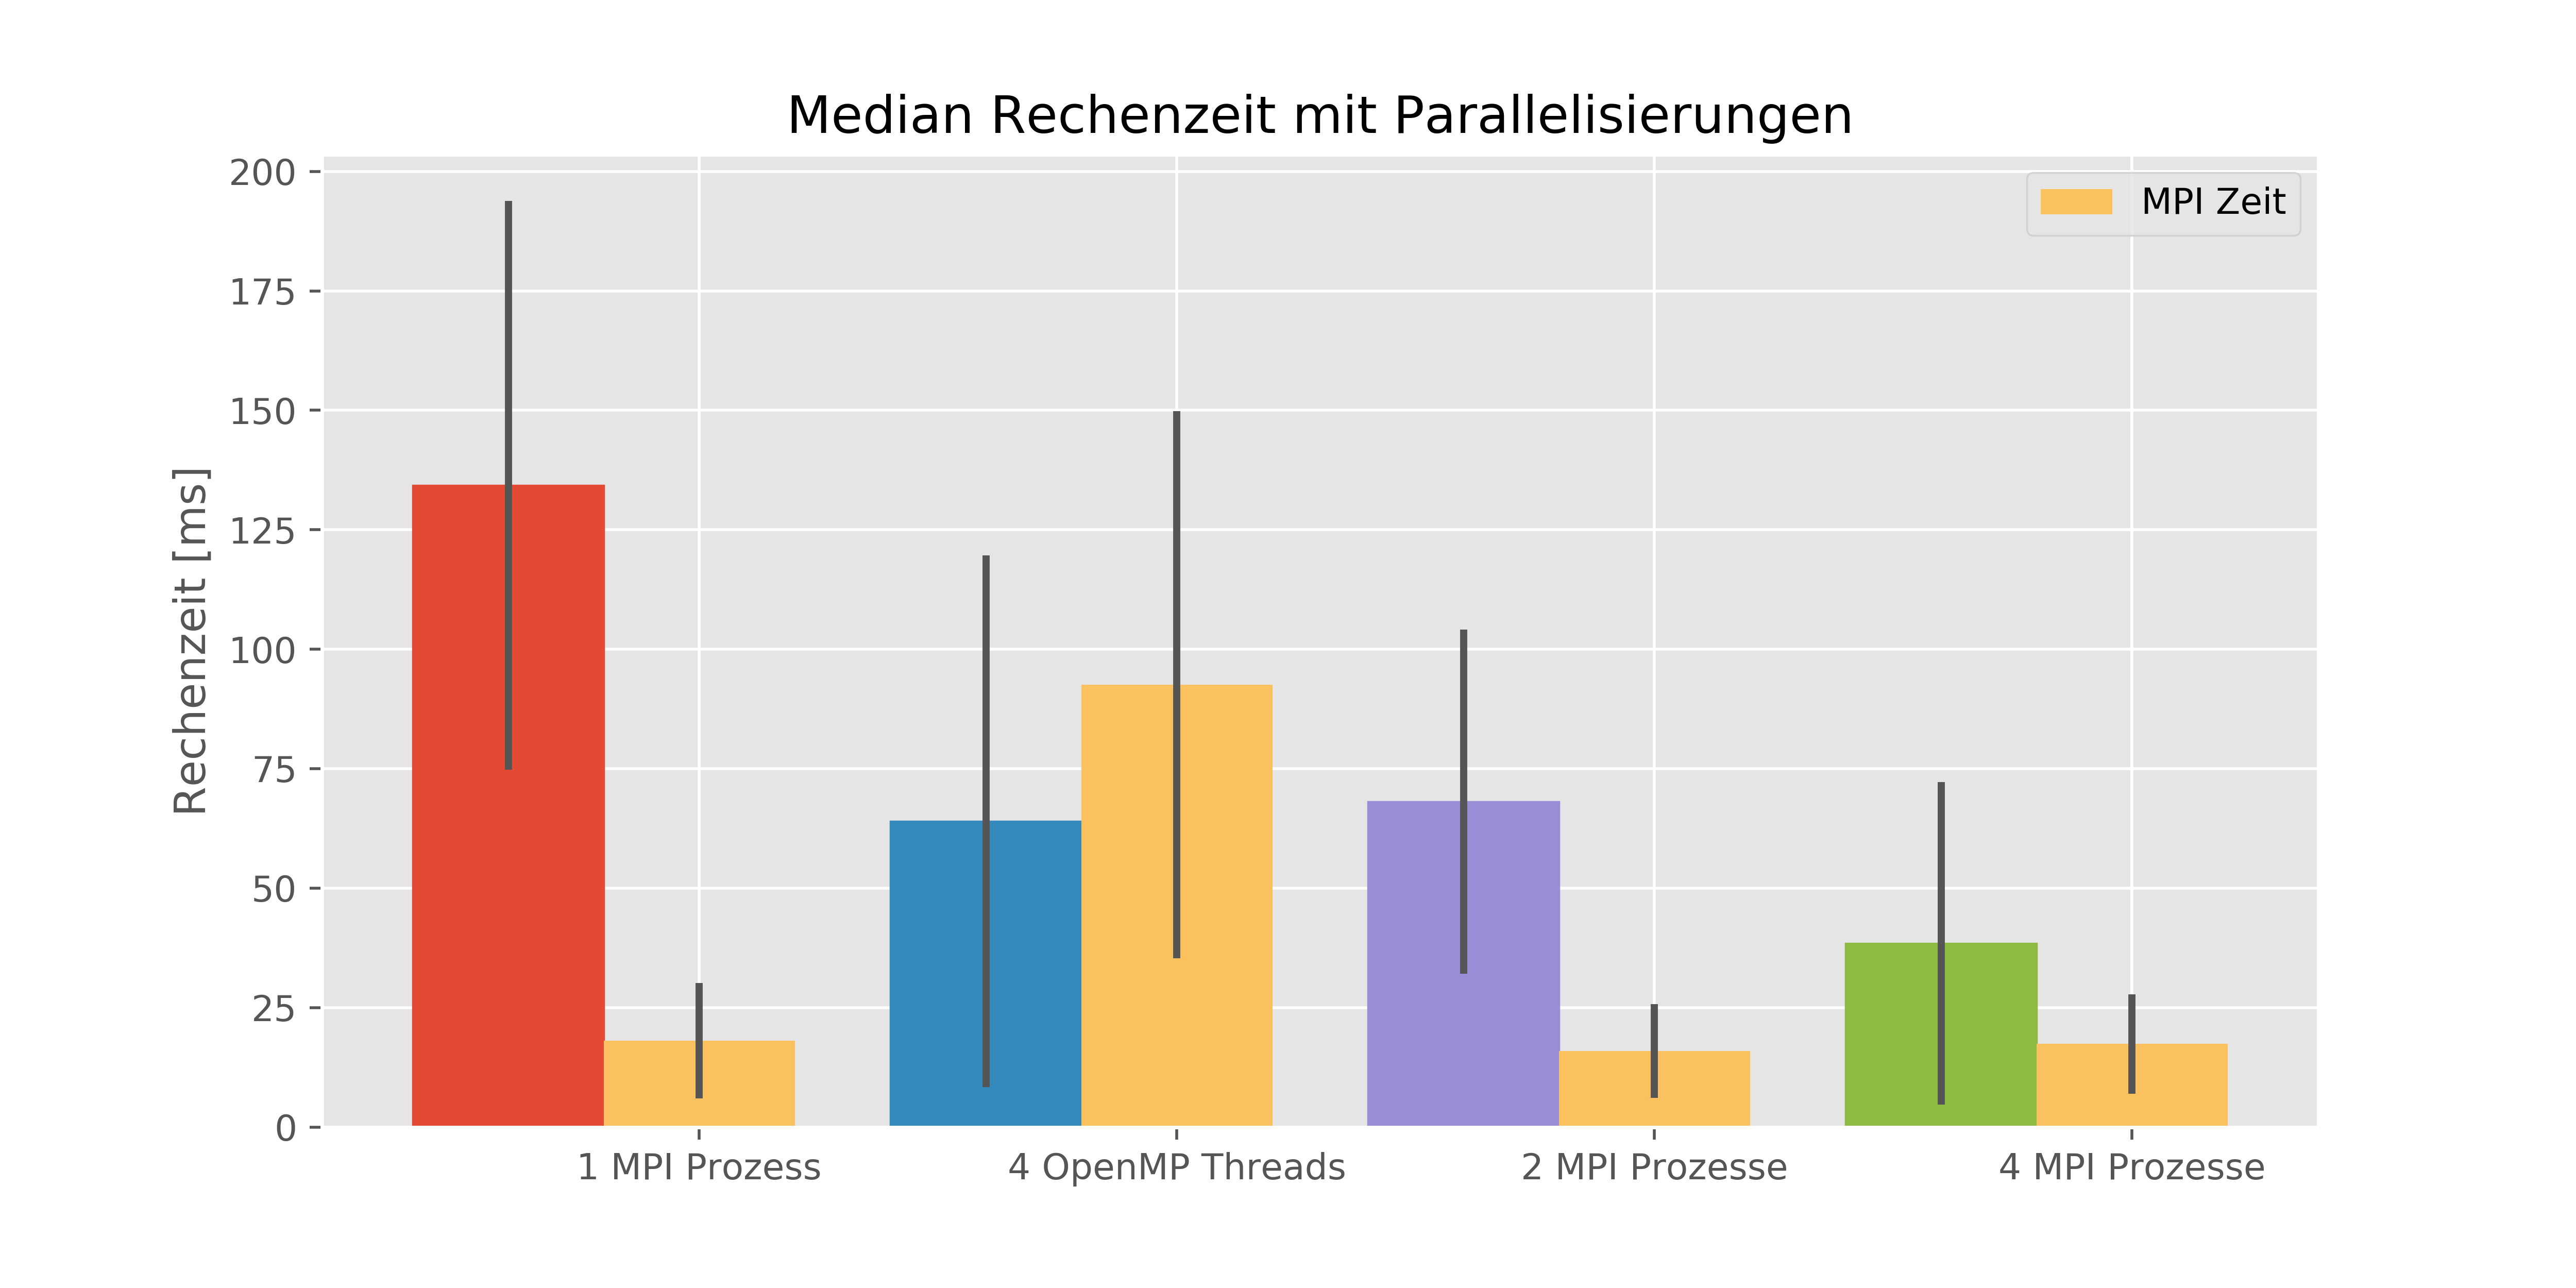 Median Rechenzeit mit Parallelisierungen
MPI Zeit
Rechenzeit [ms]
200
175
150
125
100
75
50
25
0
1 MPI Prozess
4 OpenMP Threads
2 MPI Prozesse
4 MPI Prozesse